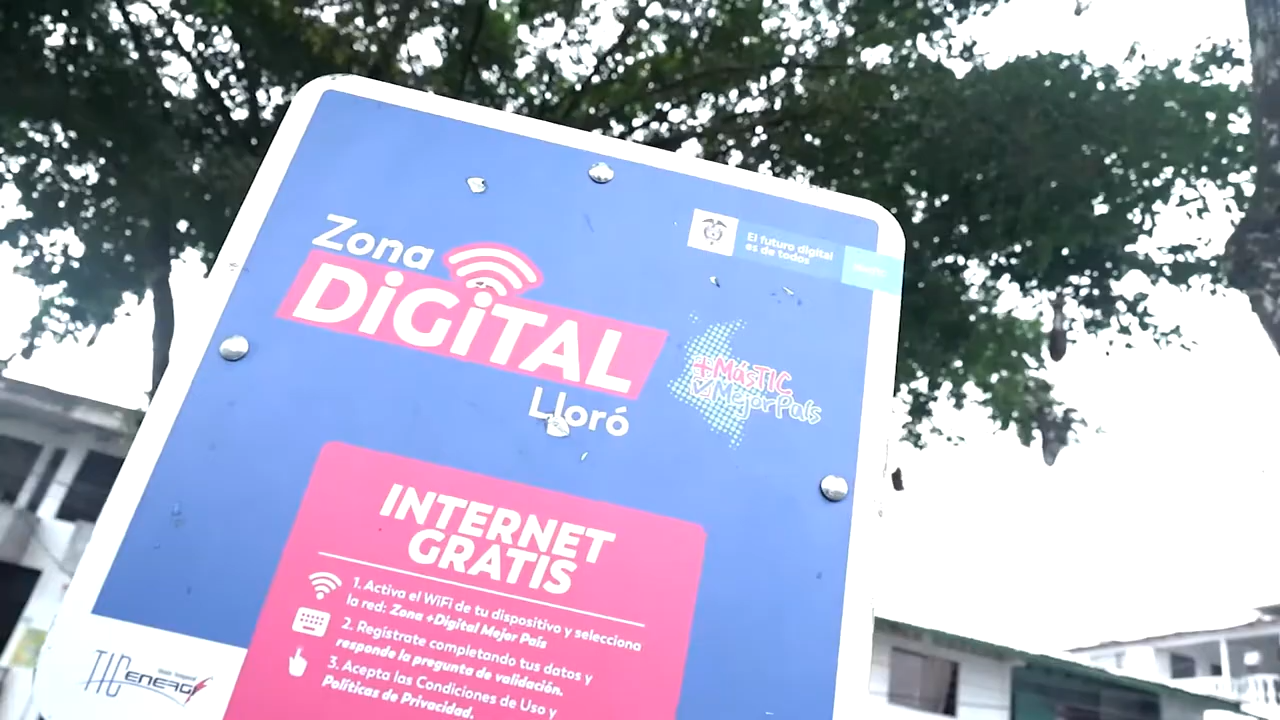 Zona
DiGiTAL
Lloró
El futuro digital
es de todos
+MásTIC
MejorPaís
INTERNET
GRATIS
1. Activa el WiFi de tu dispositivo y selecciona
la red: Zona +Digital Mejor País
2. Regístrate completando tus datos y
responde la pregunta de validación.
3. Acepta las Condiciones de Uso y
Políticas de Privacidad.
TIC ENERGY